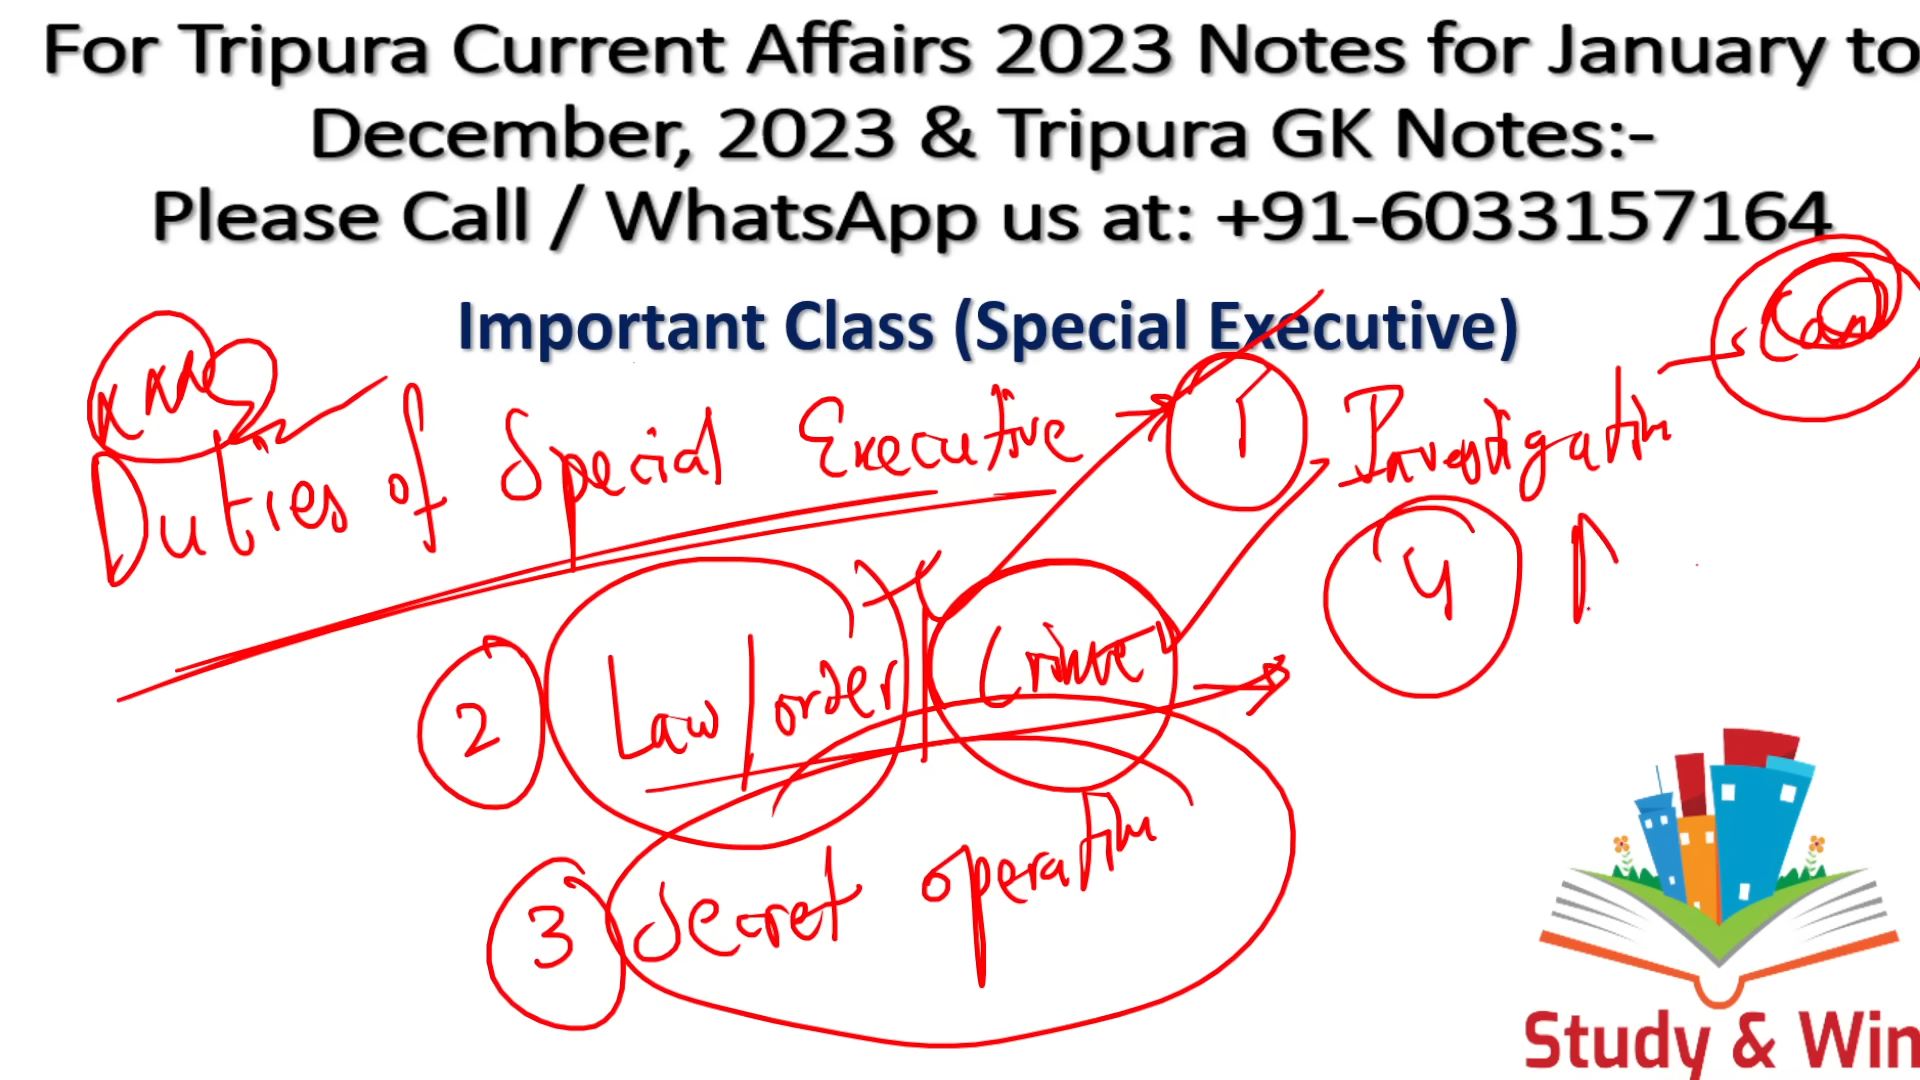 For Tripura Current Affairs 2023 Notes for January to
December, 2023 & Tripura GK Notes:-
Please Call / WhatsApp us at: +91-6033157164
Important Class (Special Executive)
Duties of Special Executive
1 Investigation
2 Law/order
Crime
3 Secret operation
4
Study & Win